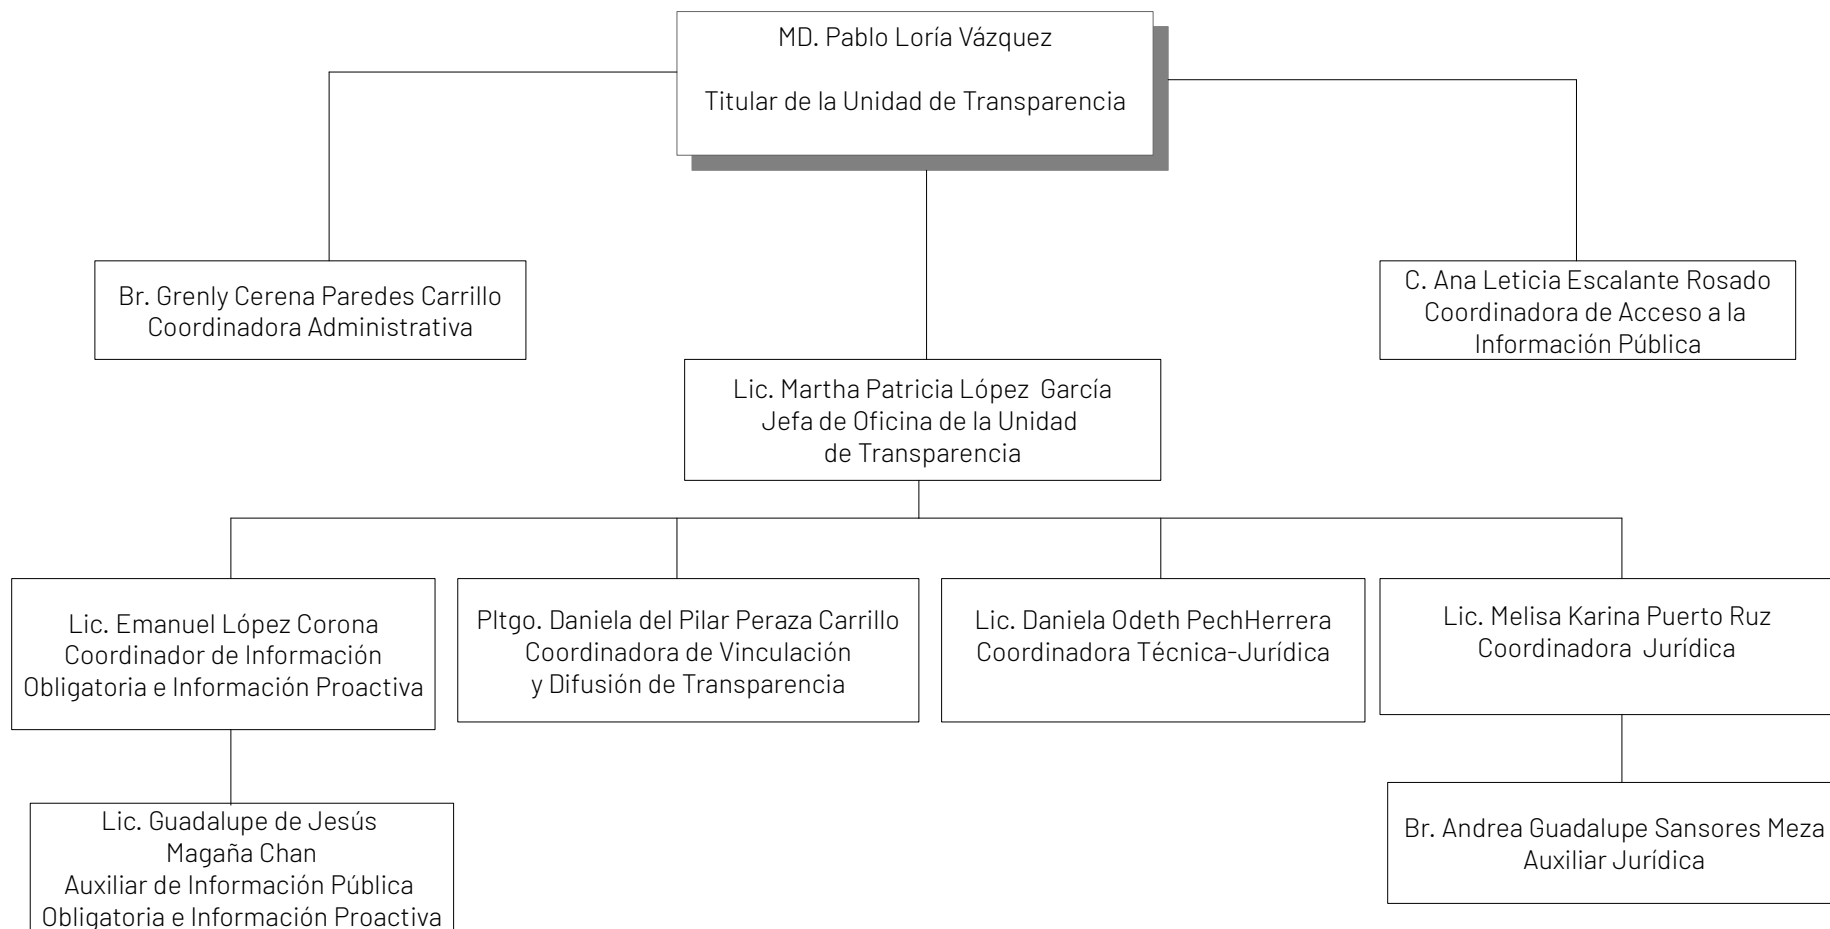 MD. Pablo Loría Vázquez
Titular de la Unidad de Transparencia
Br. Grenly Cerena Paredes Carrillo
Coordinadora Administrativa
C. Ana Leticia Escalante Rosado
Coordinadora de Acceso a la
Información Pública
Lic. Martha Patricia López  García
Jefa de Oficina de la Unidad
de Transparencia
Lic. Emanuel López Corona
Coordinador de Información
Obligatoria e Información Proactiva
Pltgo. Daniela del Pilar Peraza Carrillo
Coordinadora de Vinculación
y Difusión de Transparencia
Lic. Daniela Odeth PechHerrera
Coordinadora Técnica-Jurídica
Lic. Melisa Karina Puerto Ruz
Coordinadora  Jurídica
Lic. Guadalupe de Jesús
Magaña Chan
Auxiliar de Información Pública
Obligatoria e Información Proactiva
Br. Andrea Guadalupe Sansores Meza
Auxiliar Jurídica